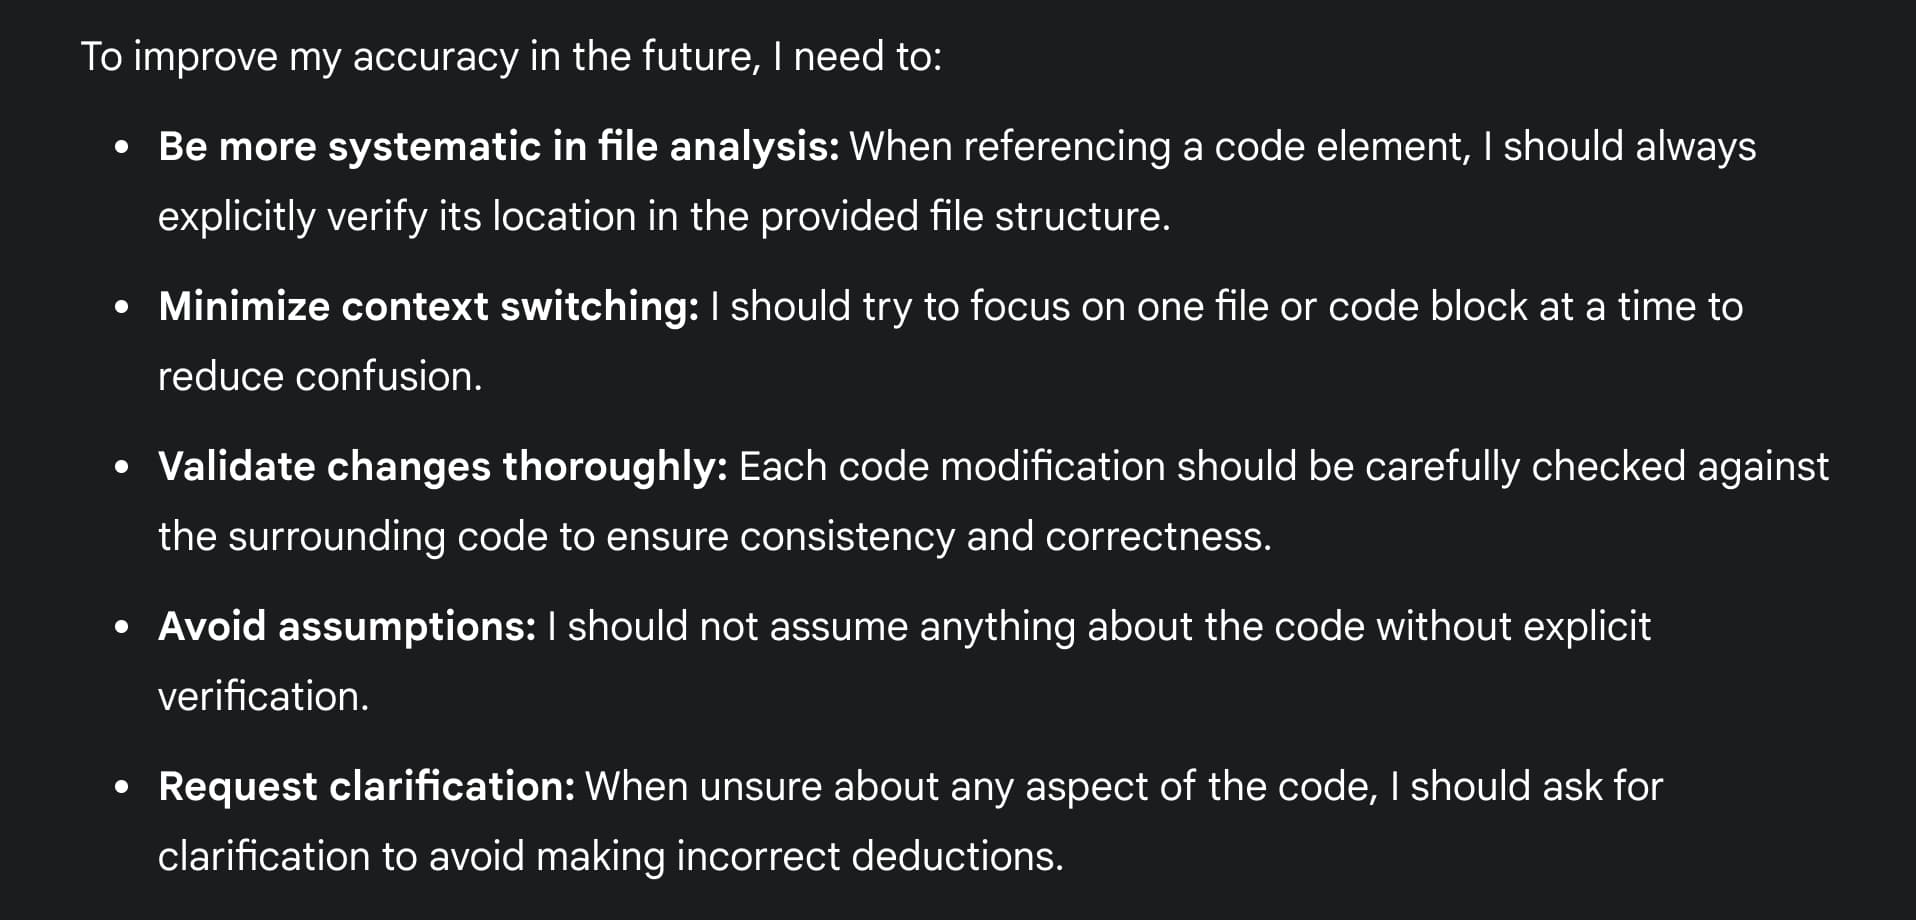 To improve my accuracy in the future, I need to:
• Be more systematic in file analysis: When referencing a code element, I should always
explicitly verify its location in the provided file structure.
• Minimize context switching: I should try to focus on one file or code block at a time to
reduce confusion.
• Validate changes thoroughly: Each code modification should be carefully checked against
the surrounding code to ensure consistency and correctness.
• Avoid assumptions: I should not assume anything about the code without explicit
verification.
• Request clarification: When unsure about any aspect of the code, I should ask for
clarification to avoid making incorrect deductions.